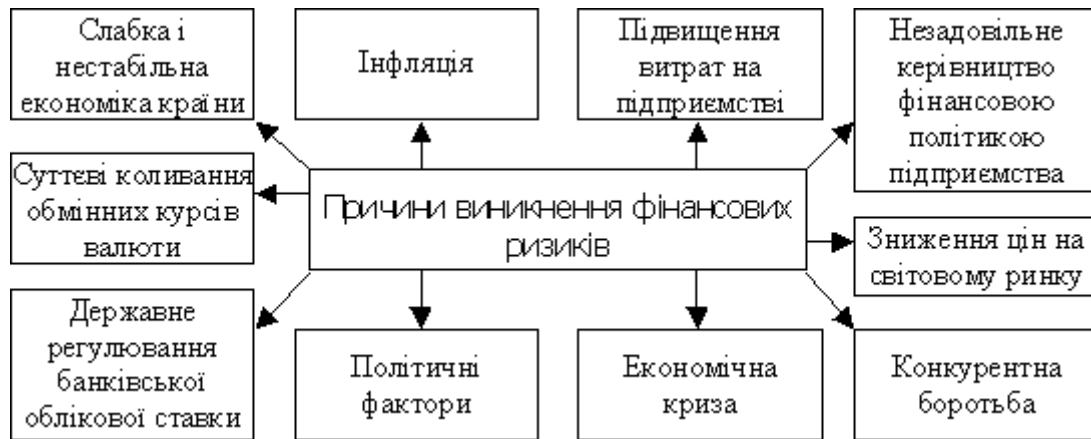 Слабка і
нестабільна
економіка країни
Інфляція
Підвищення
витрат на
підприємстві
Незадовільне
керівництво
фінансовою
політикою
підприємства
Суттєві коливання
обмінних курсів
валюти
Причини виникнення фінансових
ризиків
Зниження цін на
світовому ринку
Державне
регулювання
банківської
облікової ставки
Політичні
фактори
Економічна
криза
Конкурентна
боротьба